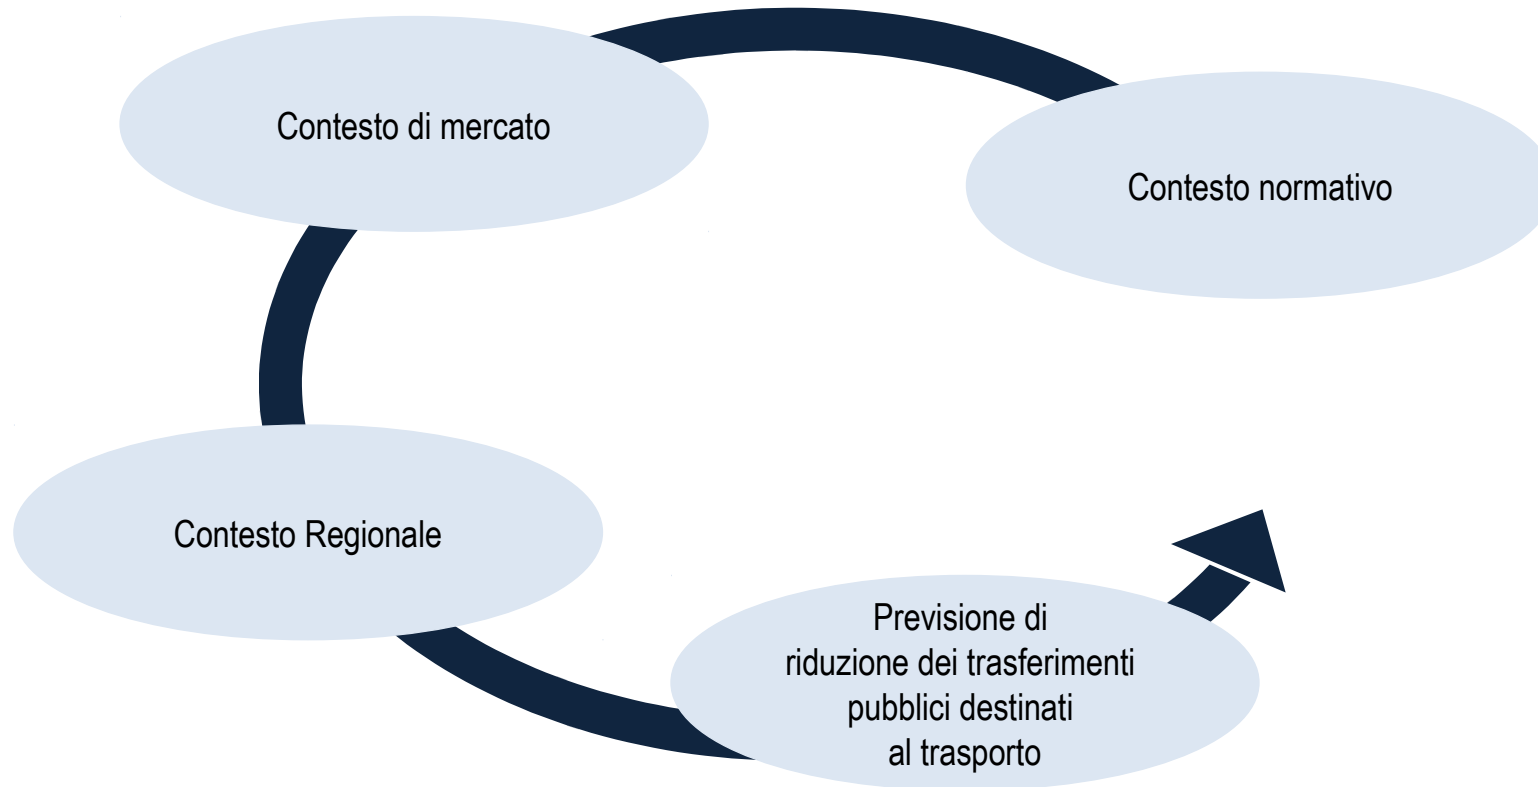 Contesto di mercato
Contesto normativo
Contesto Regionale
Previsione di
riduzione dei trasferimenti
pubblici destinati
al trasporto